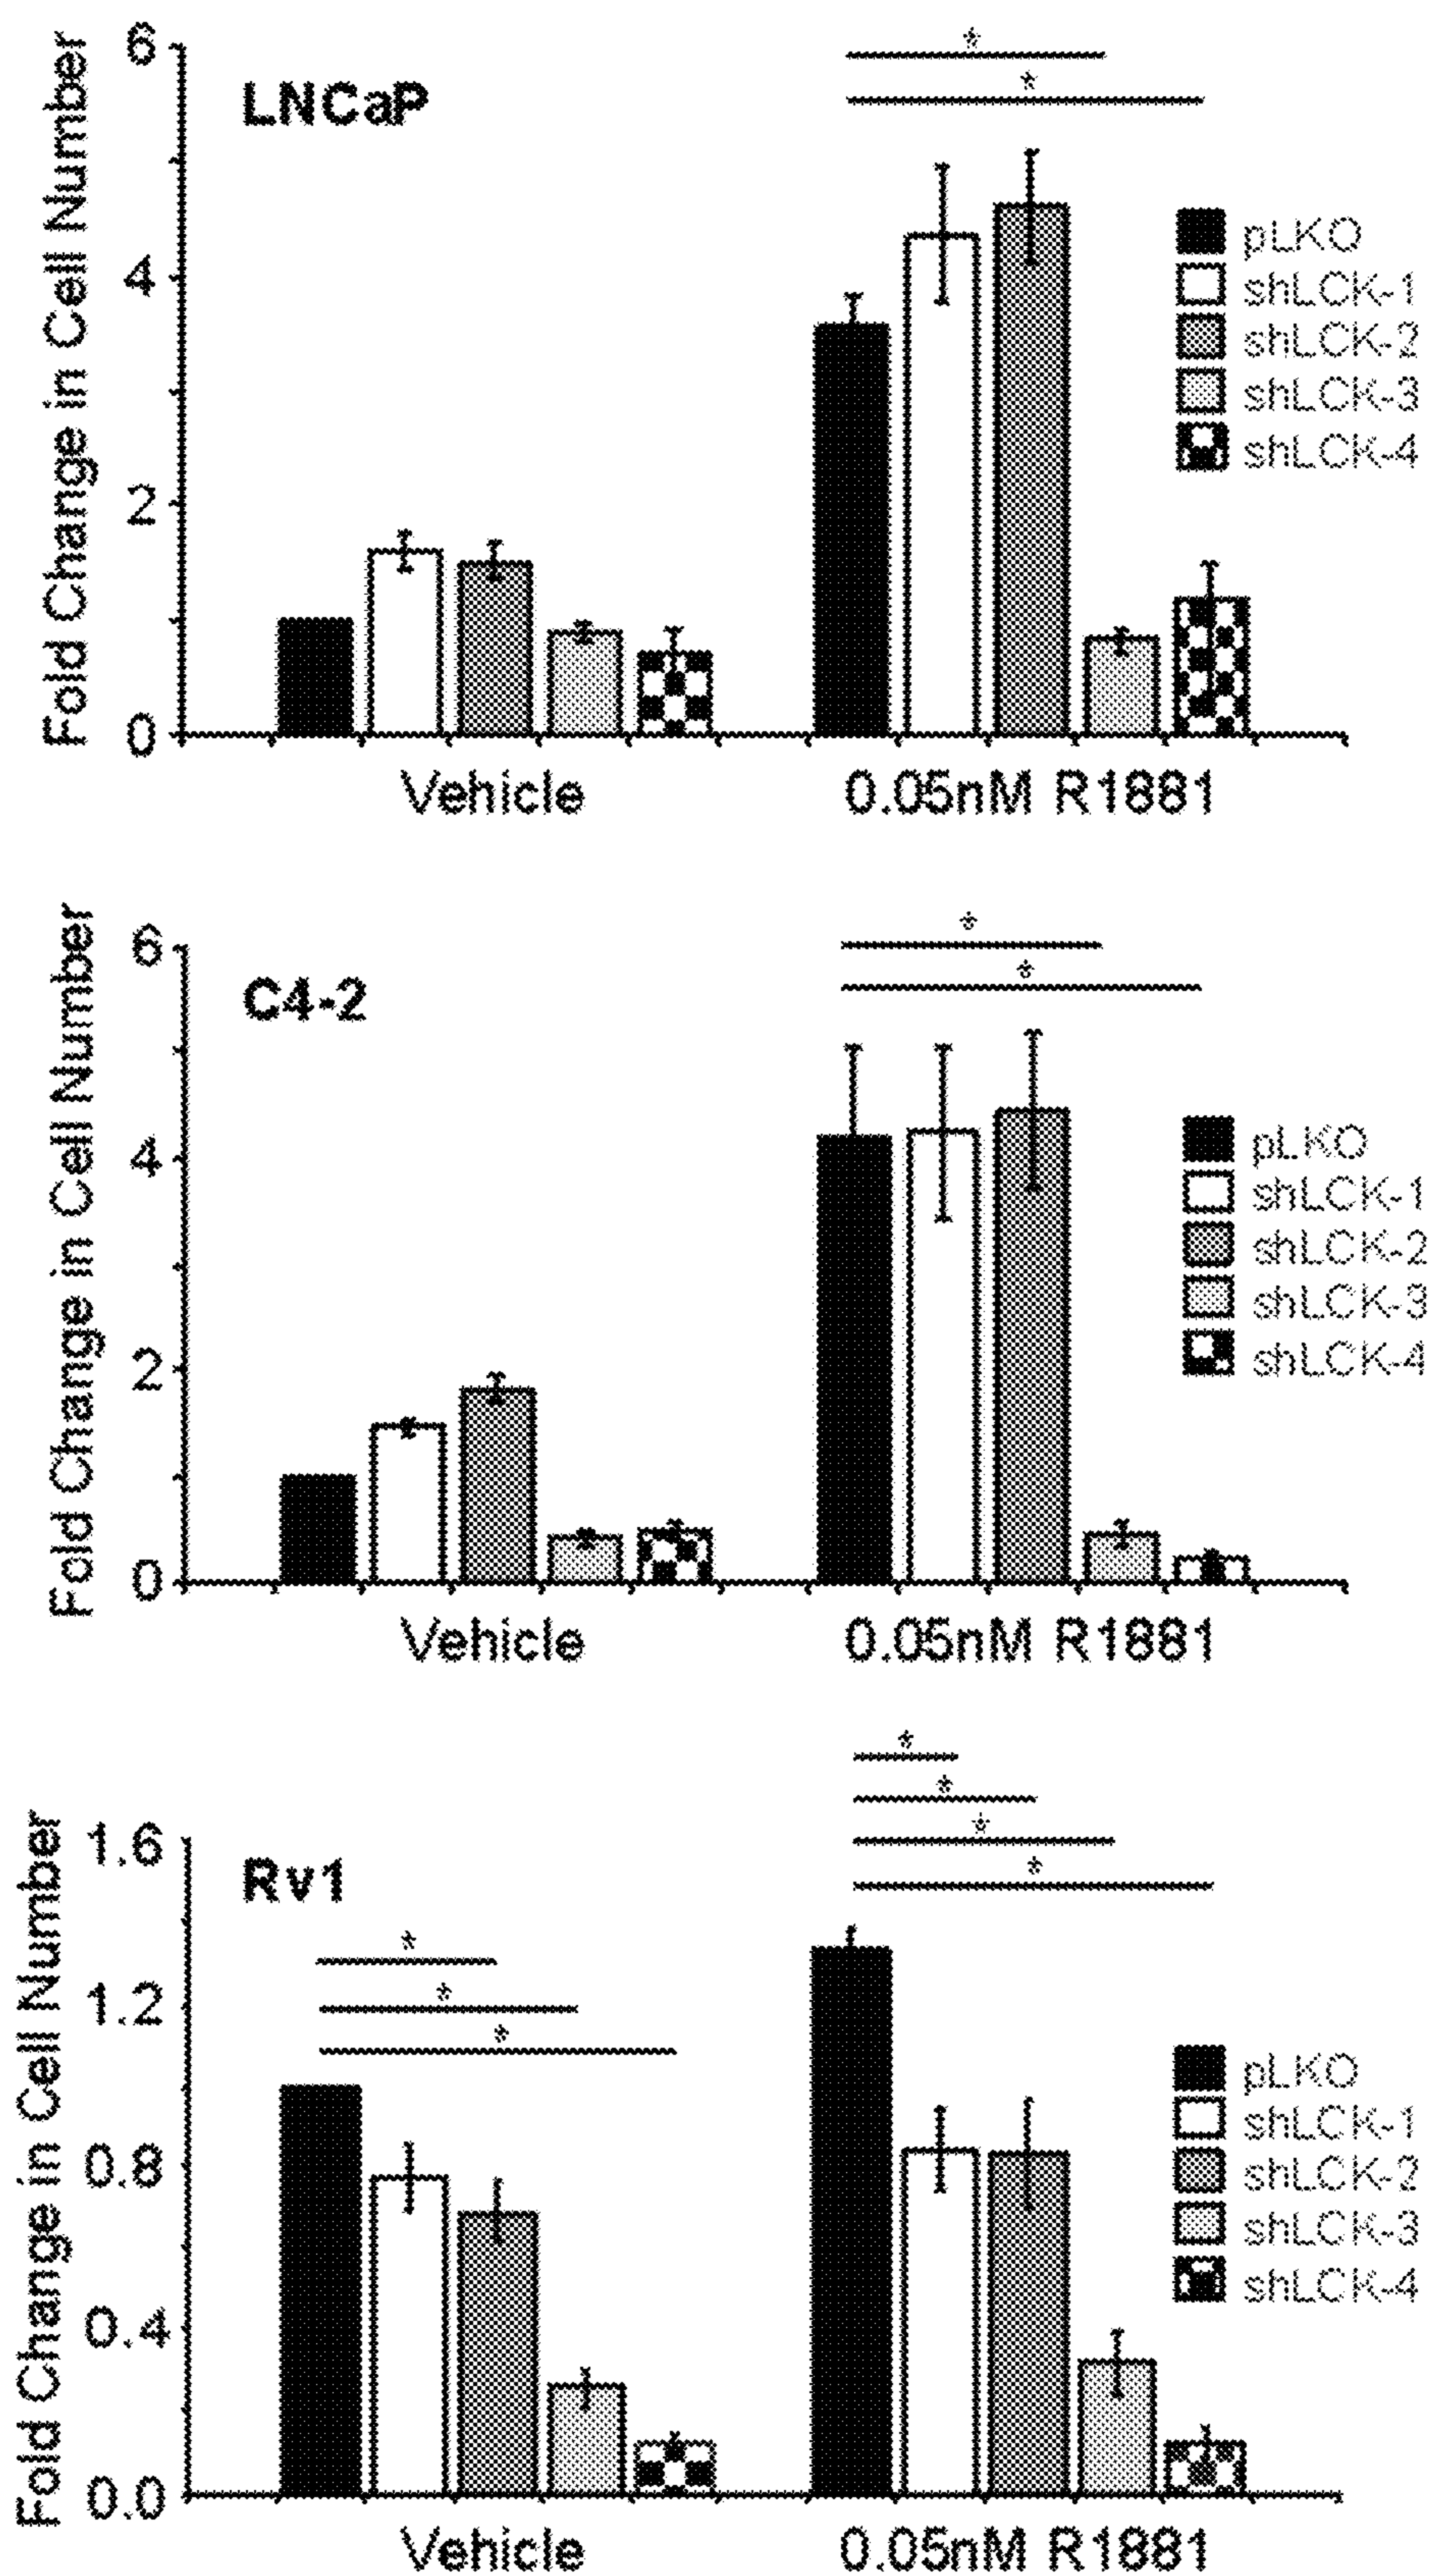 Fold Change in Cell Number
6
4
2
0
LNCaP
*
*
pLKO
shLCK-1
shLCK-2
shLCK-3
shLCK-4
Vehicle
0.05nM R1881
Fold Change in Cell Number
6
4
2
0
C4-2
*
*
pLKO
shLCK-1
shLCK-2
shLCK-3
shLCK-4
Vehicle
0.05nM R1881
Fold Change in Cell Number
1.6
1.2
0.8
0.4
0.0
Rv1
*
*
*
*
*
*
*
pLKO
shLCK-1
shLCK-2
shLCK-3
shLCK-4
Vehicle
0.05nM R1881